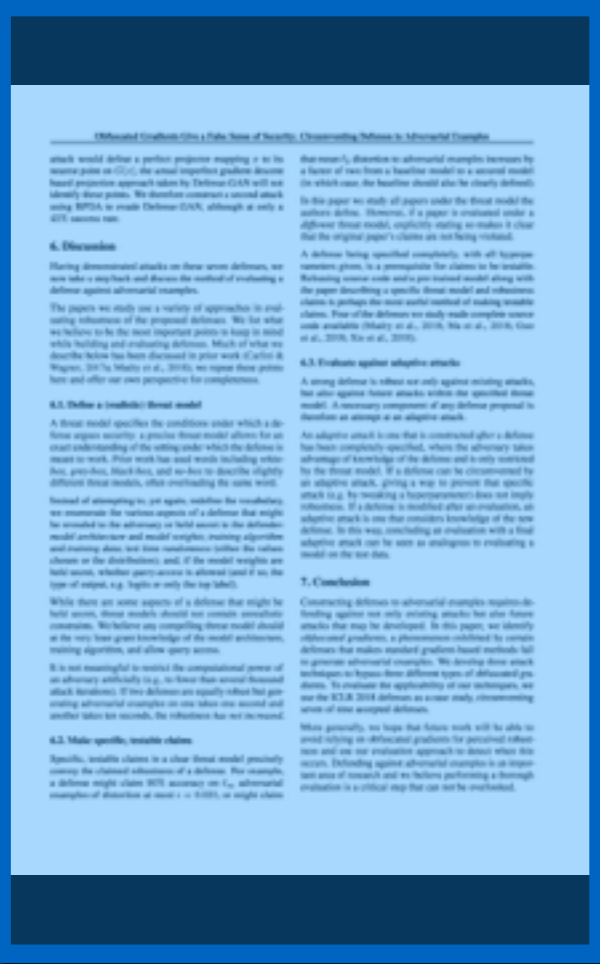 Obfuscated Gradients Give a False Sense of Security: Circumventing Defenses to Adversarial Examples
attack would defeat a perfect projector mapping x to its
nearest point on G(z), the actual imperfect gradient descent
based projection approach taken by Defense-GAN will not
identify these points. We therefore construct a second attack
using BPDA to evade Defense-GAN, although at only a
45% success rate.
6. Discussion
Having demonstrated attacks on these seven defenses, we
now take a step back and discuss the method of evaluating a
defense against adversarial examples.
The papers we study use a variety of approaches in eval-
uating robustness of the proposed defenses. We list what
we believe to be the most important points to keep in mind
while building and evaluating defenses. Much of what we
describe below has been discussed in prior work (Carlini &
Wagner, 2017a; Madry et al., 2018); we repeat these points
here and offer our own perspective for completeness.
6.1. Define a (realistic) threat model
A threat model specifies the conditions under which a de-
fense argues security: a precise threat model allows for an
exact understanding of the setting under which the defense is
meant to work. Prior work has used words including white-
box, grey-box, black-box, and no-box to describe slightly
different threat models, often overloading the same word.
Instead of attempting to, yet again, redefine the vocabulary,
we enumerate the various aspects of a defense that might
be revealed to the adversary or held secret to the defender:
model architecture and model weights; training algorithm
and training data; test time randomness (either the values
chosen or the distribution); and, if the model weights are
held secret, whether query access is allowed (and if so, the
type of output, e.g. logits or only the top label).
While there are some aspects of a defense that might be
held secret, threat models should not contain unrealistic
constraints. We believe any compelling threat model should
at the very least grant knowledge of the model architecture,
training algorithm, and allow query access.
It is not meaningful to restrict the computational power of
an adversary artificially (e.g., to fewer than several thousand
attack iterations). If two defenses are equally robust but gen-
erating adversarial examples on one takes one second and
another takes ten seconds, the robustness has not increased.
6.2. Make specific, testable claims
Specific, testable claims in a clear threat model precisely
convey the claimed robustness of a defense. For example,
a defense might claim 90% accuracy on ℓ∞ adversarial
examples of distortion at most ε = 0.031, or might claim
that mean ℓ2 distortion to adversarial examples increases by
a factor of two from a baseline model to a secured model
(in which case, the baseline should also be clearly defined).
In this paper we study all papers under the threat model the
authors define. However, if a paper is evaluated under a
different threat model, explicitly stating so makes it clear
that the original paper's claims are not being violated.
A defense being specified completely, with all hyperpa-
rameters given, is a prerequisite for claims to be testable.
Releasing source code and a pre-trained model along with
the paper describing a specific threat model and robustness
claims is perhaps the most useful method of making testable
claims. Four of the defenses we study made complete source
code available (Madry et al., 2018; Ma et al., 2018; Guo
et al., 2018; Xie et al., 2018).
6.3. Evaluate against adaptive attacks
A strong defense is robust not only against existing attacks,
but also against future attacks within the specified threat
model. A necessary component of any defense proposal is
therefore an attempt at an adaptive attack.
An adaptive attack is one that is constructed after a defense
has been completely specified, where the adversary takes
advantage of knowledge of the defense and is only restricted
by the threat model. If a defense can be circumvented by
an adaptive attack, giving a way to prevent that specific
attack (e.g. by tweaking a hyperparameter) does not imply
robustness. If a defense is modified after an evaluation, an
adaptive attack is one that considers knowledge of the new
defense. In this way, concluding an evaluation with a final
adaptive attack can be seen as analogous to evaluating a
model on the test data.
7. Conclusion
Constructing defenses to adversarial examples requires de-
fending against not only existing attacks but also future
attacks that may be developed. In this paper, we identify
obfuscated gradients, a phenomenon exhibited by certain
defenses that makes standard gradient-based methods fail
to generate adversarial examples. We develop three attack
techniques to bypass three different types of obfuscated gra-
dients. To evaluate the applicability of our techniques, we
use the ICLR 2018 defenses as a case study, circumventing
seven of nine accepted defenses.
More generally, we hope that future work will be able to
avoid relying on obfuscated gradients for perceived robust-
ness and use our evaluation approach to detect when this
occurs. Defending against adversarial examples is an impor-
tant area of research and we believe performing a thorough
evaluation is a critical step that can not be overlooked.